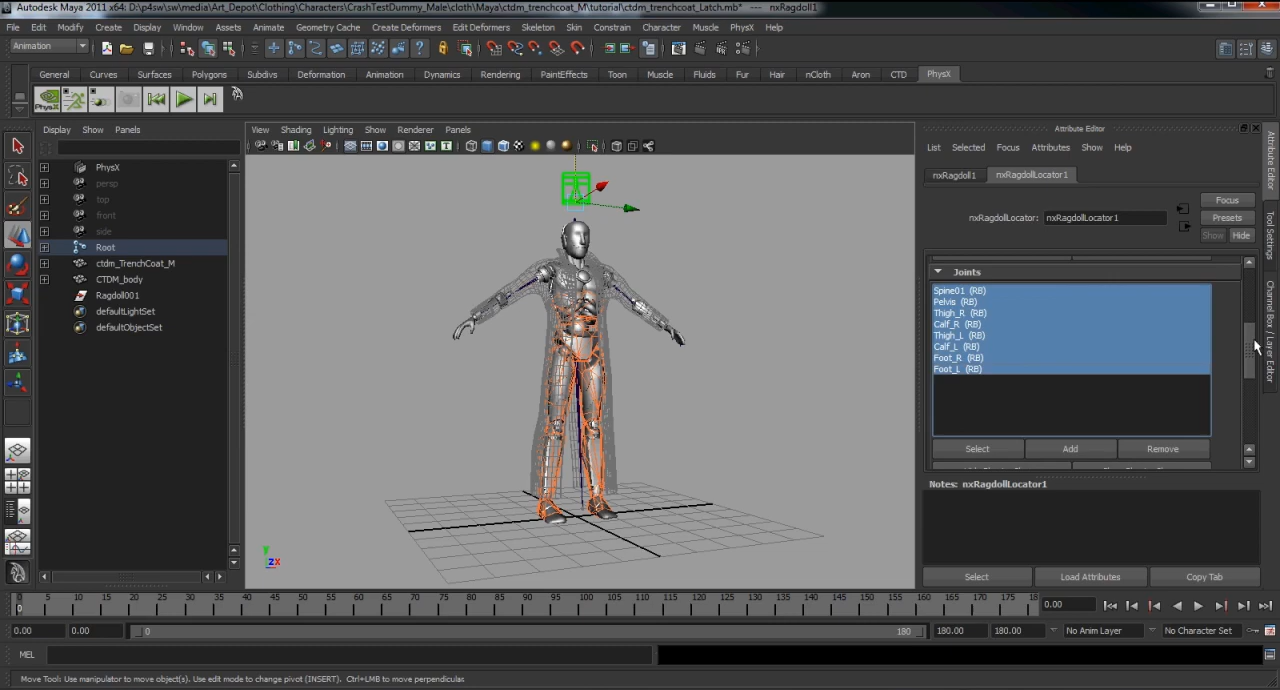 Autodesk Maya 2011 x64: D:\p4sw\sw\media\Art_Depot\Clothing\Characters\CrashTestDummy_Male\cloth\Maya\ctdm_trenchcoat_M\tutorial\ctdm_trenchcoat_Latch.mb* --- nxRagdoll1
File Edit Modify Create Display Window Assets Animate Geometry Cache Create Deformers Edit Deformers Skeleton Skin Constrain Character Muscle PhysX Help
Animation
General Curves Surfaces Polygons Subdivs Deformation Animation Dynamics Rendering PaintEffects Toon Muscle Fluids Fur Hair nCloth Aron CTD PhysX
PhysX
Display Show Panels
View Shading Lighting Show Renderer Panels
PhysX
persp
top
front
side
Root
ctdm_TrenchCoat_M
CTDM_body
Ragdoll001
defaultLightSet
defaultObjectSet
y
zx
Attribute Editor
List Selected Focus Attributes Show Help
nxRagdoll1 nxRagdollLocator1
Focus
nxRagdollLocator: nxRagdollLocator1 Presets
Show Hide
Joints
Spine01 (RB)
Pelvis (RB)
Thigh_R (RB)
Calf_R (RB)
Thigh_L (RB)
Calf_L (RB)
Foot_R (RB)
Foot_L (RB)
Select Add Remove
Notes: nxRagdollLocator1
Select Load Attributes Copy Tab
Attribute Editor
Tool Settings
Channel Box / Layer Editor
0 5 10 15 20 25 30 35 40 45 50 55 60 65 70 75 80 85 90 95 100 105 110 115 120 125 130 135 140 145 150 155 160 165 170 175 18
0 0.00
0.00 0.00 0 180 180.00 180.00 No Anim Layer No Character Set
MEL
Move Tool: Use manipulator to move object(s). Use edit mode to change pivot (INSERT). Ctrl+LMB to move perpendicular.